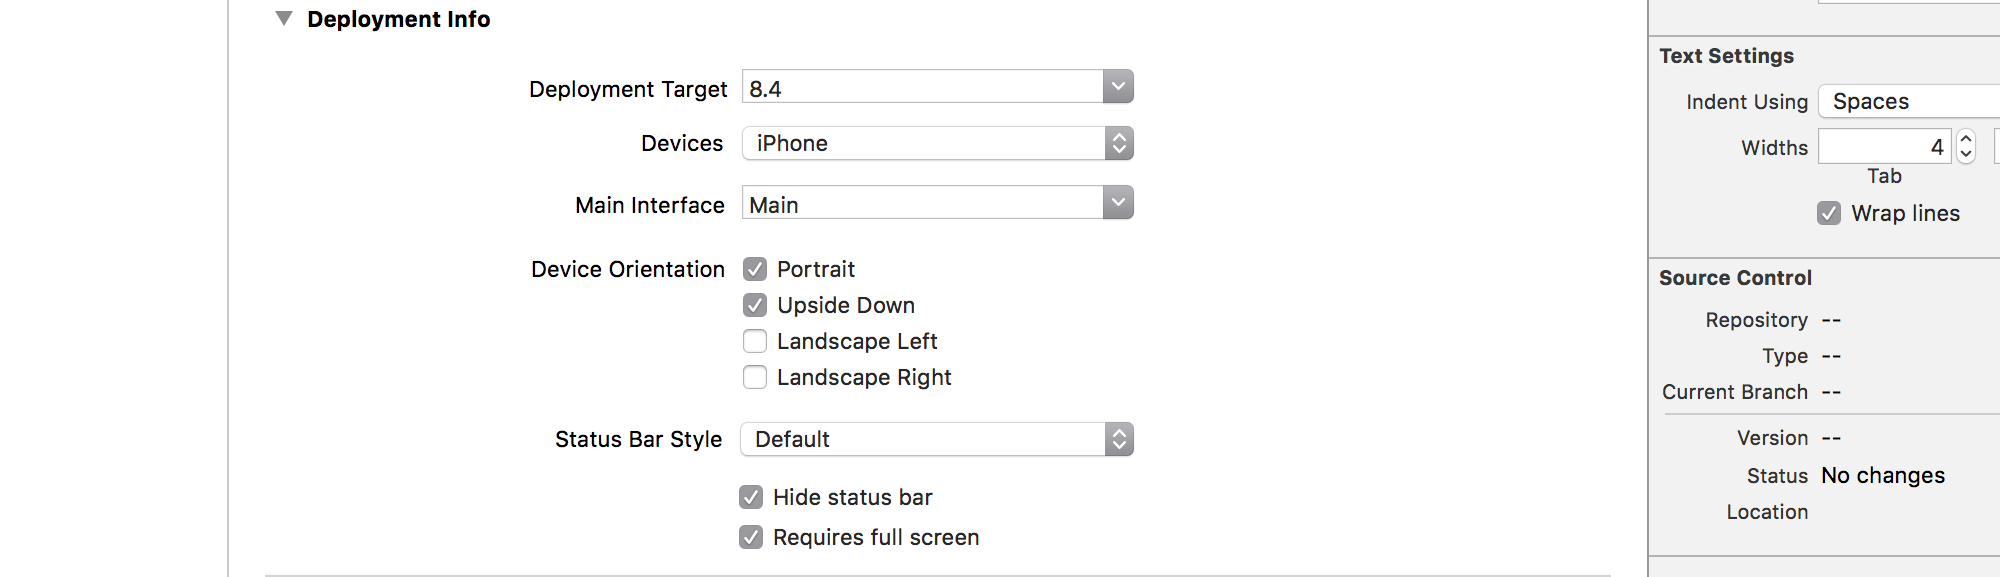 Deployment Info
Deployment Target 8.4
Devices iPhone
Main Interface Main
Device Orientation Portrait
Upside Down
Landscape Left
Landscape Right
Status Bar Style Default
Hide status bar
Requires full screen
Text Settings
Indent Using Spaces
Widths 4
Tab
Wrap lines
Source Control
Repository --
Type --
Current Branch --
Version --
Status No changes
Location